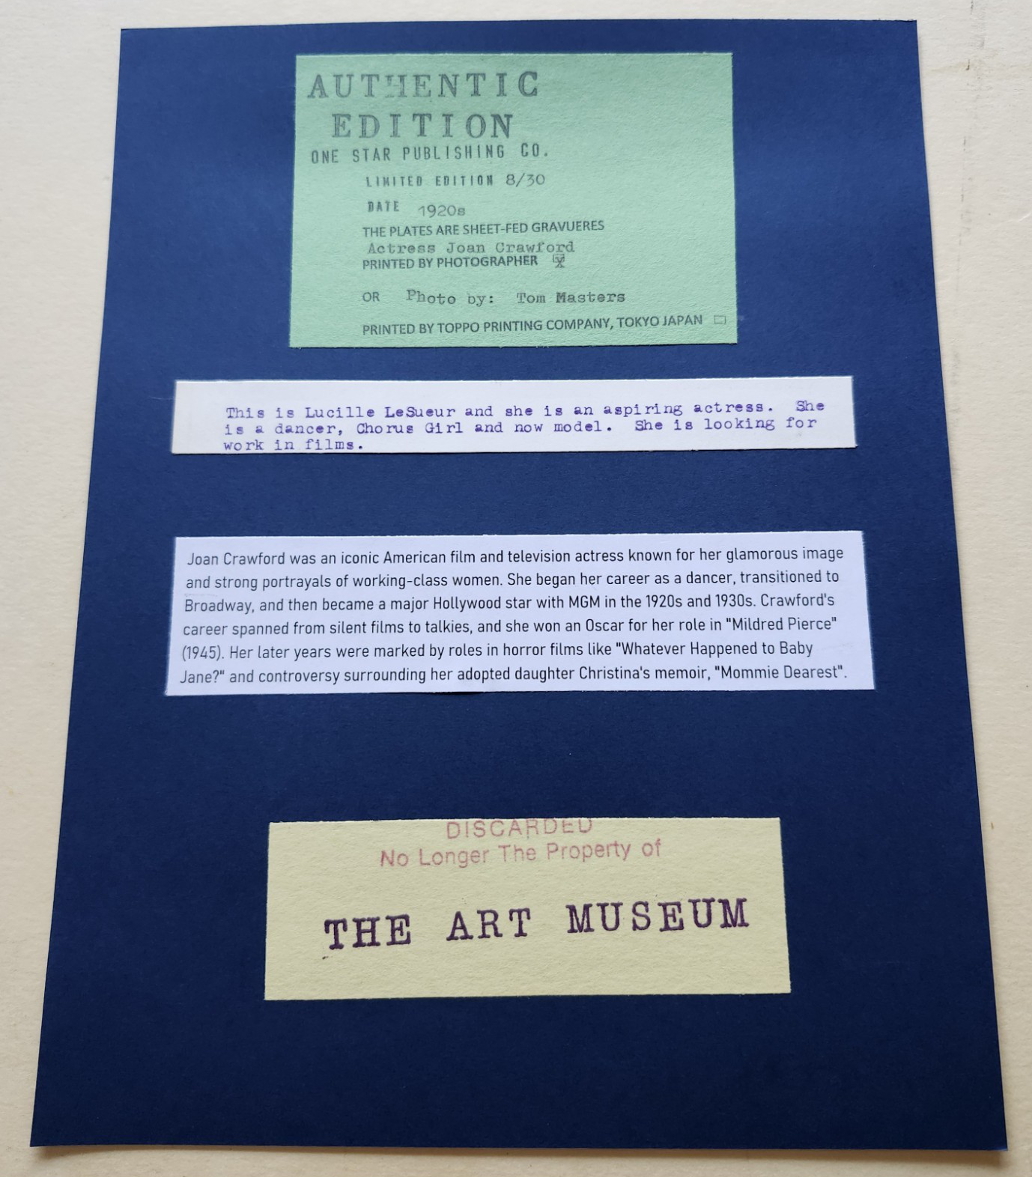 AUTHENTIC
EDITION
ONE STAR PUBLISHING CO.
LIMITED EDITION 8/30
DATE 1920s
THE PLATES ARE SHEET-FED GRAVUERES
Actress Joan Crawford
PRINTED BY PHOTOGRAPHER
OR Photo by: Tom Masters
PRINTED BY TOPPO PRINTING COMPANY, TOKYO JAPAN
This is Lucille LeSueur and she is an aspiring actress. She
is a dancer, Chorus Girl and now model. She is looking for
work in films.
Joan Crawford was an iconic American film and television actress known for her glamorous image
and strong portrayals of working-class women. She began her career as a dancer, transitioned to
Broadway, and then became a major Hollywood star with MGM in the 1920s and 1930s. Crawford's
career spanned from silent films to talkies, and she won an Oscar for her role in "Mildred Pierce"
(1945). Her later years were marked by roles in horror films like "Whatever Happened to Baby
Jane?" and controversy surrounding her adopted daughter Christina's memoir, "Mommie Dearest".
DISCARDED
No Longer The Property of
THE ART MUSEUM